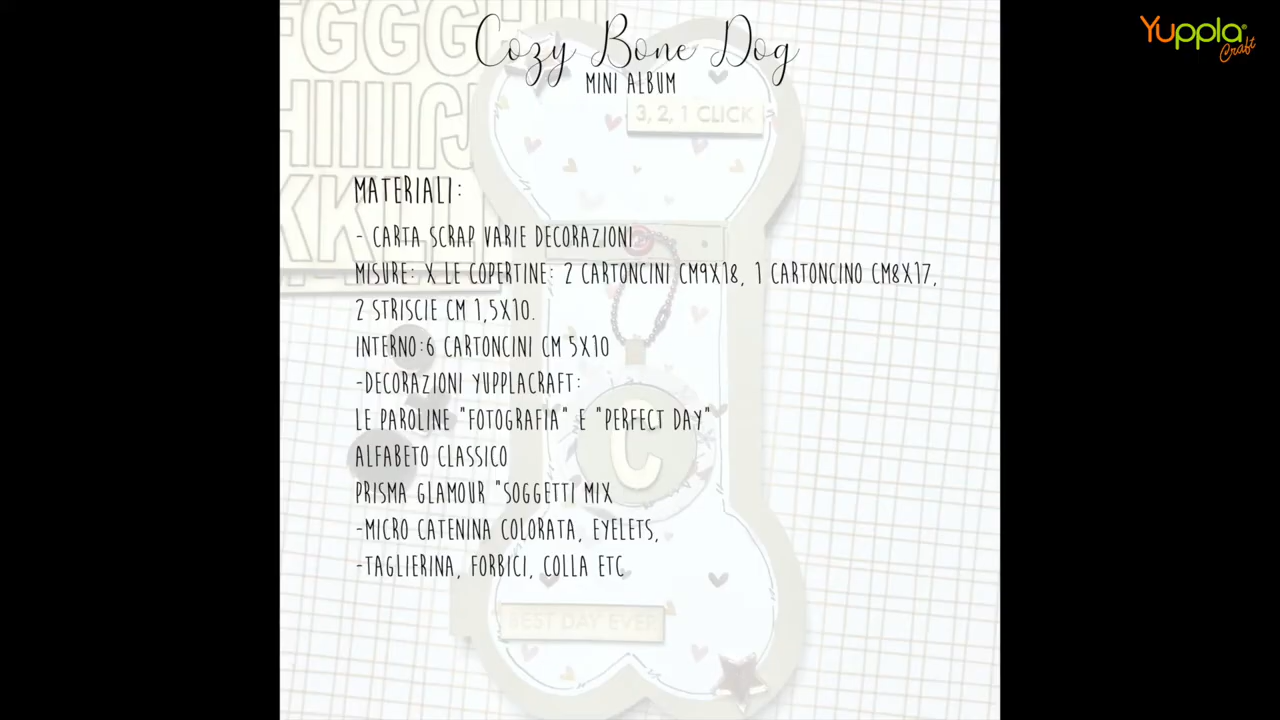 Cozy Bone Dog
MINI ALBUM
Yuppla®
Craft
3, 2, 1 CLICK
MATERIALI:
- CARTA SCRAP VARIE DECORAZIONI
MISURE: X LE COPERTINE: 2 CARTONCINI CM9X18, 1 CARTONCINO CM8X17,
2 STRISCIE CM 1,5X10.
INTERNO:6 CARTONCINI CM 5X10
-DECORAZIONI YUPPLACRAFT:
LE PAROLINE "FOTOGRAFIA" E "PERFECT DAY"
ALFABETO CLASSICO
PRISMA GLAMOUR "SOGGETTI MIX
-MICRO CATENINA COLORATA, EYELETS,
-TAGLIERINA, FORBICI, COLLA ETC
C
BEST DAY EVER